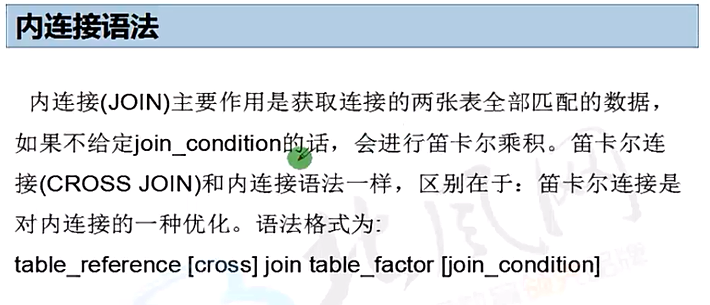 内连接语法
内连接(JOIN)主要作用是获取连接的两张表全部匹配的数据，
如果不给定join_condition的话，会进行笛卡尔乘积。笛卡尔连
接(CROSS JOIN)和内连接语法一样，区别在于：笛卡尔连接是
对内连接的一种优化。语法格式为:
table_reference [cross] join table_factor [join_condition]